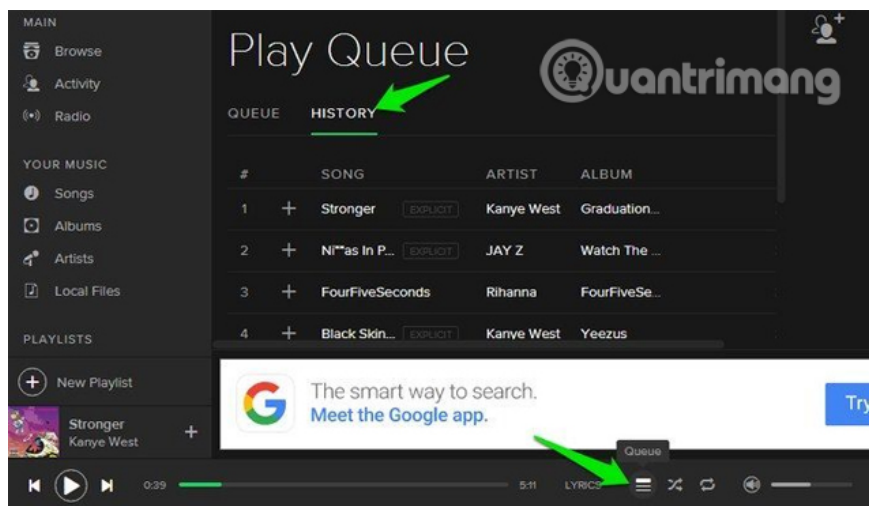 MAIN
Browse
Activity
Radio
YOUR MUSIC
Songs
Albums
Artists
Local Files
PLAYLISTS
New Playlist
Stronger
Kanye West
Play Queue
Quantrimang
QUEUE HISTORY
# SONG ARTIST ALBUM
1 + Stronger EXPLICIT Kanye West Graduation...
2 + Ni**as In P... EXPLICIT JAY Z Watch The ...
3 + FourFiveSeconds Rihanna FourFiveSe...
4 + Black Skin... EXPLICIT Kanye West Yeezus
The smart way to search.
Meet the Google app.
Try
Queue
0:39 5:11 LYRICS